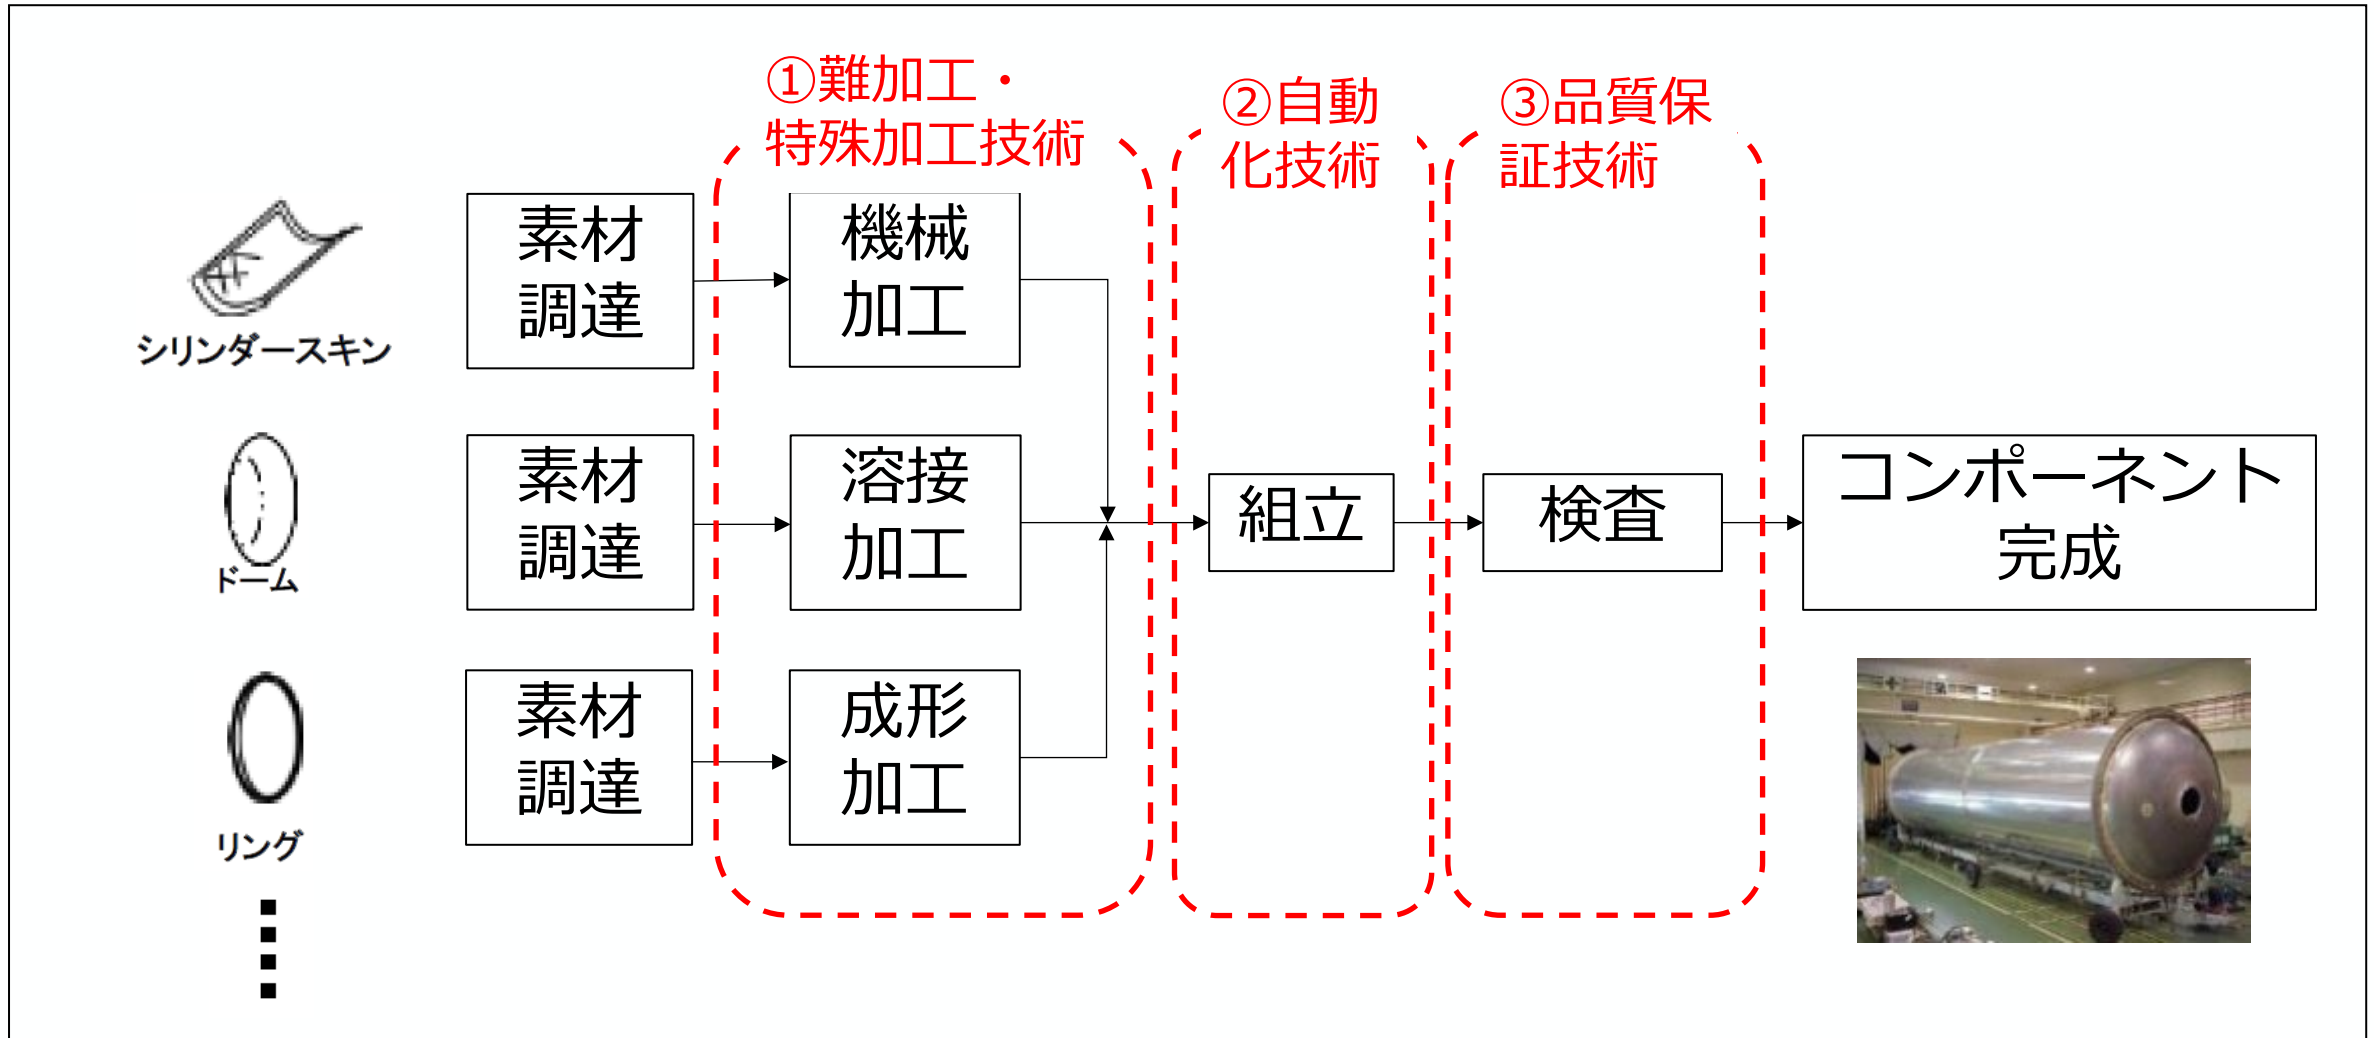 ①難加工・
特殊加工技術
②自動
化技術
③品質保
証技術
シリンダースキン
素材
調達
機械
加工
ドーム
素材
調達
溶接
加工
組立
検査
コンポーネント
完成
リング
素材
調達
成形
加工